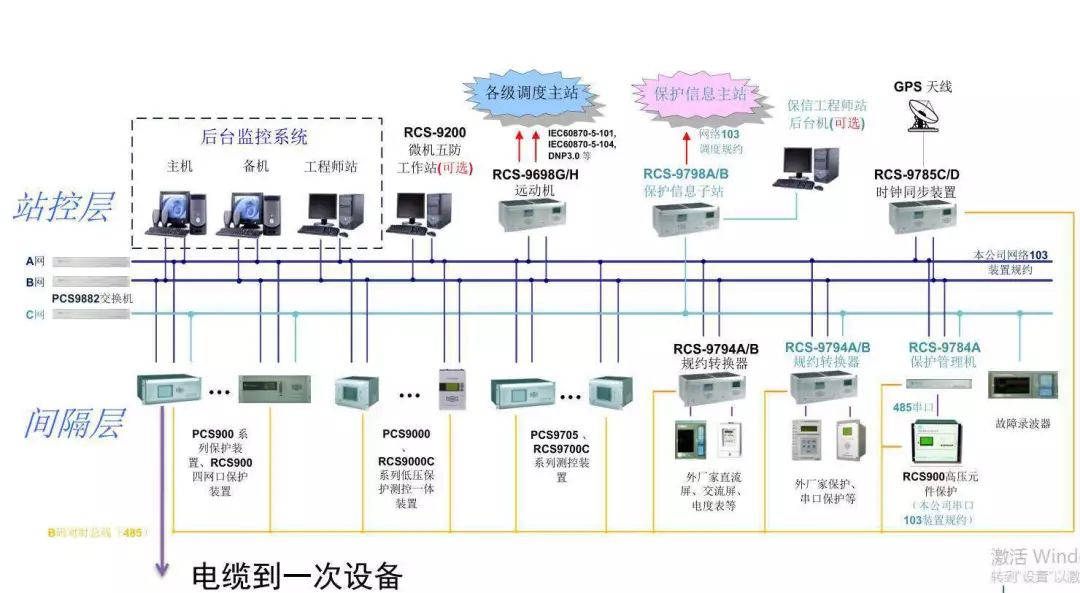 GPS 天线
各级调度主站
保护信息主站
保信工程师站
后台机(可选)
后台监控系统
主机
备机
工程师站
RCS-9200
微机五防
工作站(可选)
IEC60870-5-101,
IEC60870-5-104,
DNP3.0 等
网络103
调度规约
RCS-9698G/H
远动机
RCS-9798A/B
保护信息子站
RCS-9785C/D
时钟同步装置
站控层
A网
B网
PCS9882交换机
C网
本公司网络103
装置规约
RCS-9794A/B
规约转换器
RCS-9794A/B
规约转换器
RCS-9784A
保护管理机
间隔层
485串口
故障录波器
PCS900 系
列保护装
置、RCS900
四网口保护
装置
PCS9000
、
RCS9000C
系列低压保
护测控一体
装置
PCS9705 、
RCS9700C
系列测控装
置
外厂家直流
屏、交流屏、
电度表等
外厂家保护、
串口保护等
RCS900高压元
件保护
(本公司串口
103装置规约)
B码对时总线(485)
电缆到一次设备
激活 Wind
转到"设置"以激